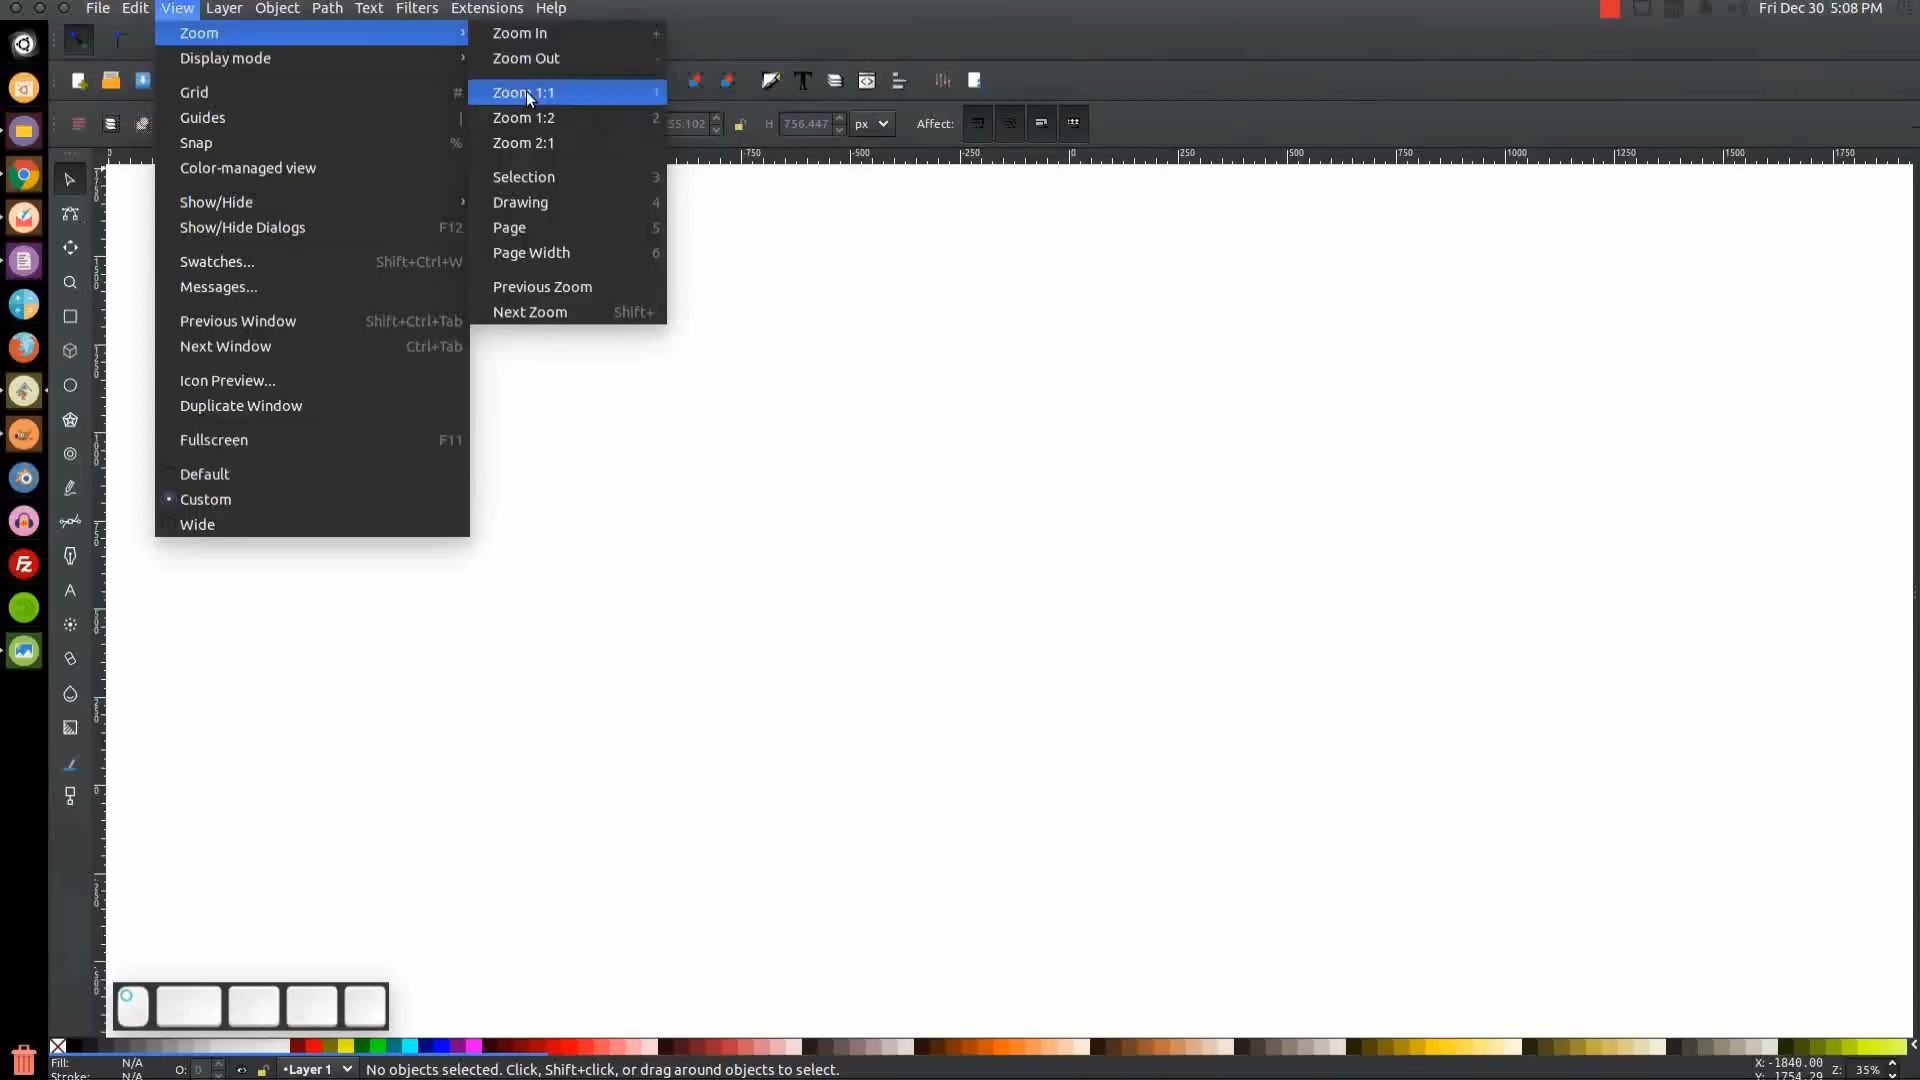 File Edit View Layer Object Path Text Filters Extensions Help
Fri Dec 30 5:08 PM
Zoom
Display mode
Grid #
Guides |
Snap %
Color-managed view
Show/Hide
Show/Hide Dialogs F12
Swatches... Shift+Ctrl+W
Messages...
Previous Window Shift+Ctrl+Tab
Next Window Ctrl+Tab
Icon Preview...
Duplicate Window
Fullscreen F11
Default
Custom
Wide
Zoom In +
Zoom Out -
Zoom 1:1 1
Zoom 1:2 2
Zoom 2:1
Selection 3
Drawing 4
Page 5
Page Width 6
Previous Zoom
Next Zoom Shift+
55.102 H 756.447 px Affect:
-750 -500 -250 0 250 500 750 1000 1250 1500 1750
Fill: N/A
Stroke: N/A
O: 0
•Layer 1
No objects selected. Click, Shift+click, or drag around objects to select.
X: -1840.00
Y: 1754.29
Z: 35%